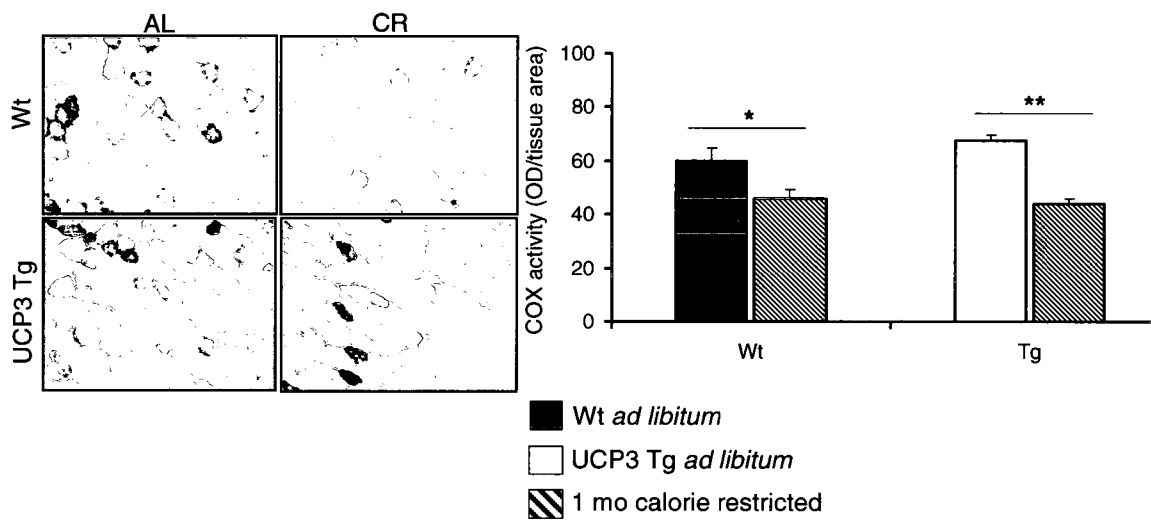 AL
CR
Wt
UCP3 Tg
COX activity (OD/tissue area)
100
80
60
40
20
0
*
**
Wt
Tg
Wt ad libitum
UCP3 Tg ad libitum
1 mo calorie restricted